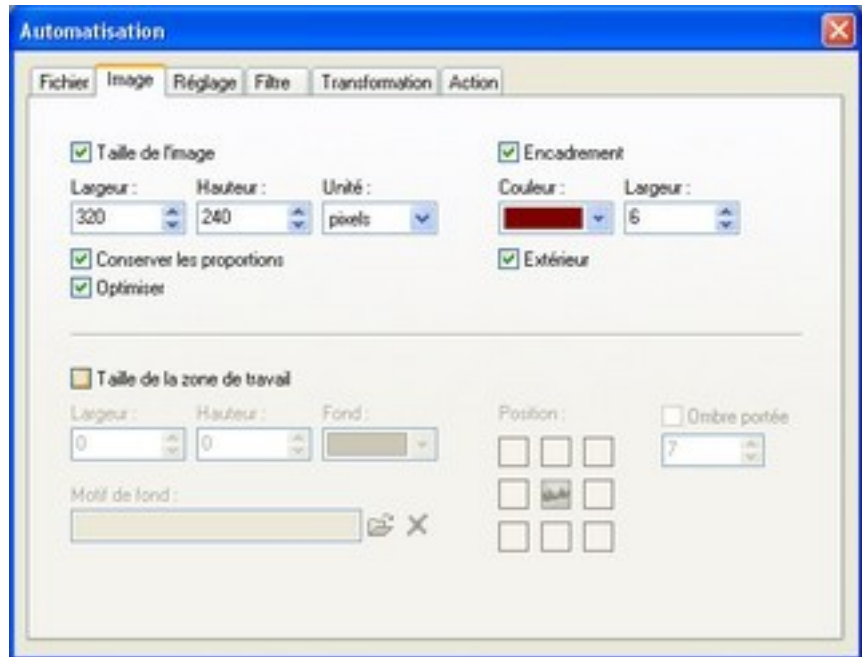 Automatisation
Fichier Image Réglage Filtre Transformation Action
Taille de l'image Encadrement
Largeur : Hauteur : Unité : Couleur : Largeur :
320 240 pixels 6
Conserver les proportions Extérieur
Optimiser
Taille de la zone de travail
Largeur : Hauteur : Fond : Position : Ombre portée
0 0 7
Motif de fond :